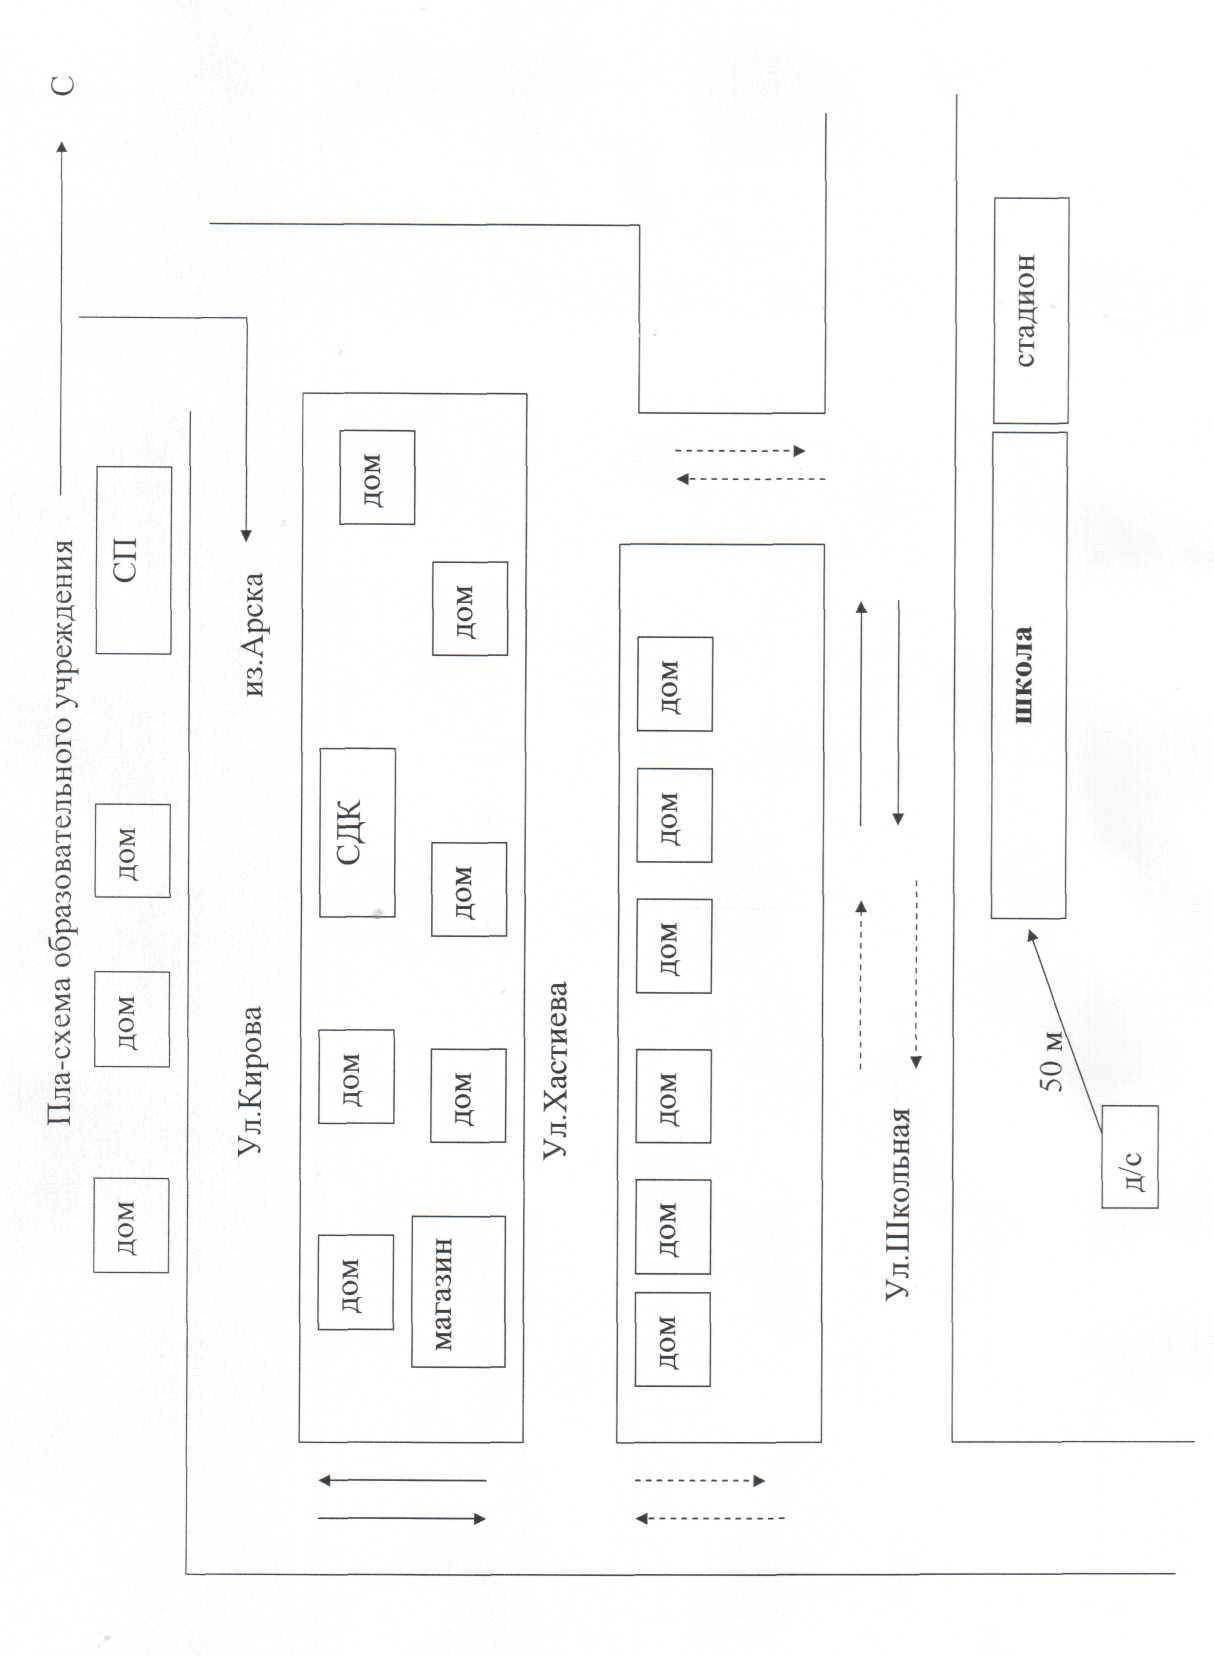 Пла-схема образовательного учреждения
С
дом
дом
дом
СП
Ул.Кирова
из.Арска
дом
дом
СДК
дом
магазин
дом
дом
дом
Ул.Хастиева
дом
дом
дом
дом
дом
дом
Ул.Школьная
школа
стадион
50 м
д/с